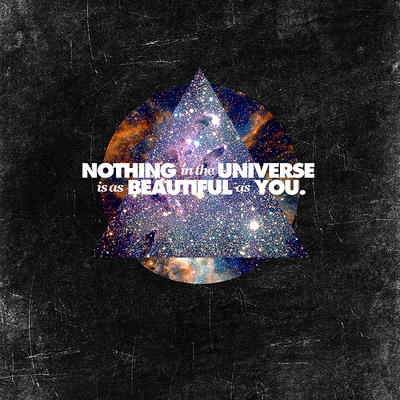 NOTHING in the UNIVERSE
is as BEAUTIFUL as YOU.